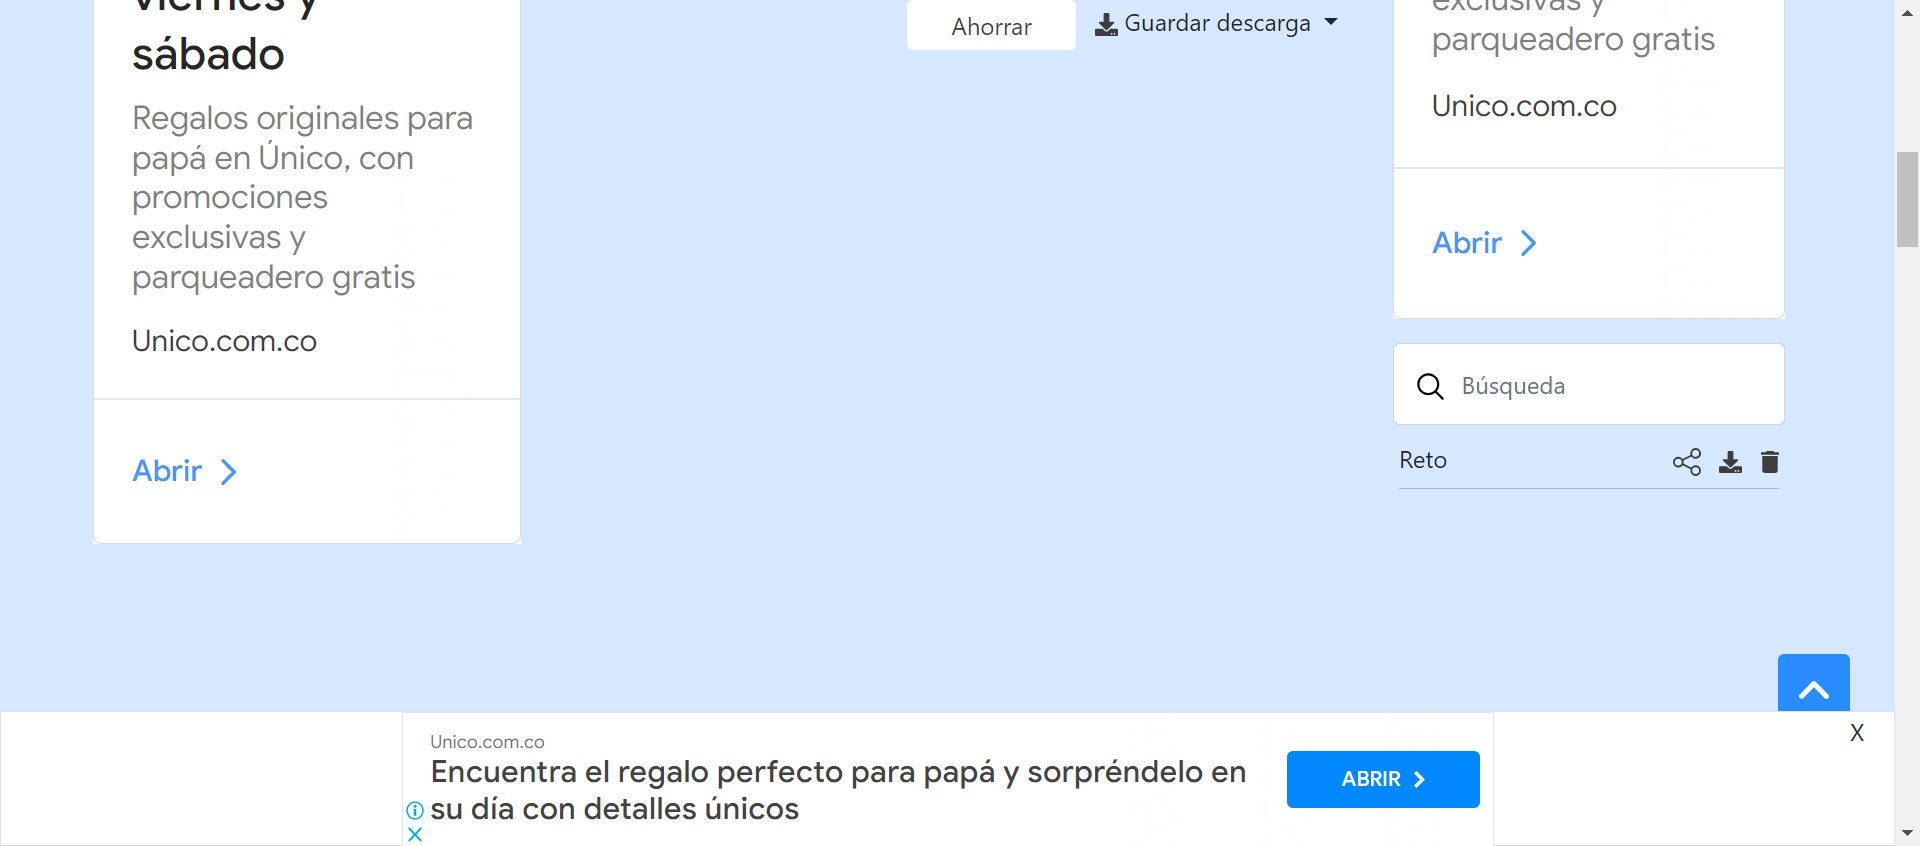 viernes y
sábado
Regalos originales para
papá en Único, con
promociones
exclusivas y
parqueadero gratis
Unico.com.co
Abrir
Ahorrar
Guardar descarga
exclusivas y
parqueadero gratis
Unico.com.co
Abrir
Búsqueda
Reto
Unico.com.co
Encuentra el regalo perfecto para papá y sorpréndelo en
su día con detalles únicos
ABRIR
X